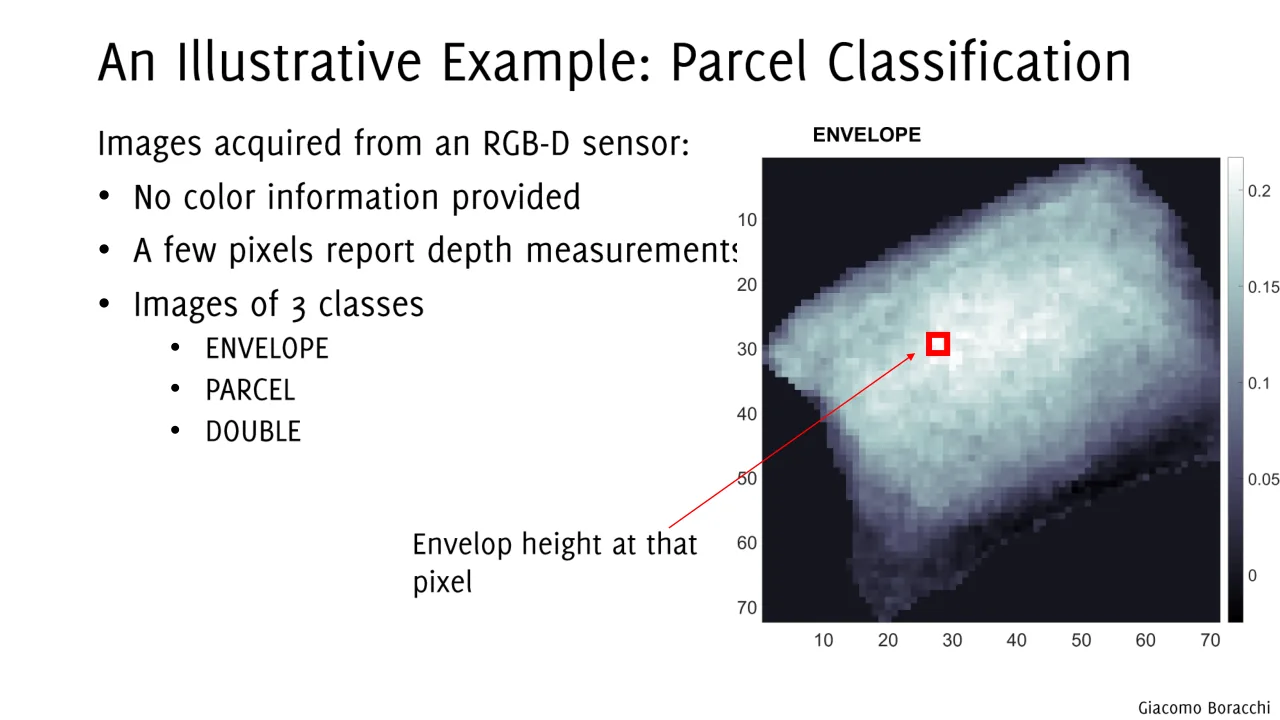 An Illustrative Example: Parcel Classification
Images acquired from an RGB-D sensor:
• No color information provided
• A few pixels report depth measurements
• Images of 3 classes
• ENVELOPE
• PARCEL
• DOUBLE
Envelop height at that
pixel
ENVELOPE
10
20
30
40
50
60
70
10 20 30 40 50 60 70
0.2
0.15
0.1
0.05
0
Giacomo Boracchi